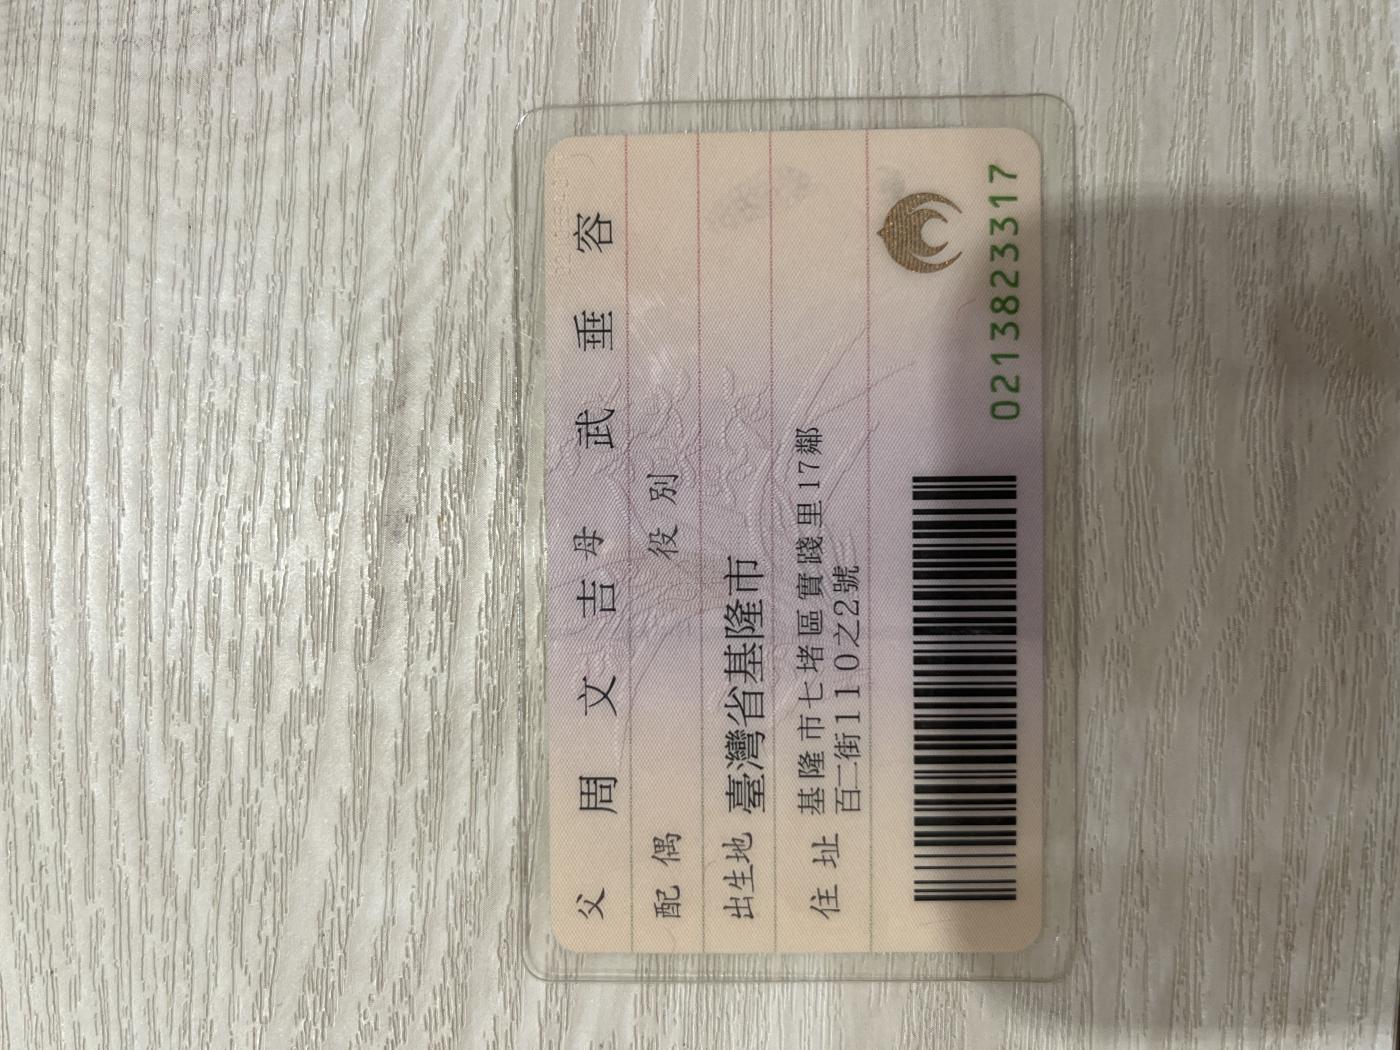 父 周文吉 母 武垂容
配偶 役別
出生地 臺灣省基隆市
住址 基隆市七堵區實踐里17鄰
百二街110之2號
0213823317